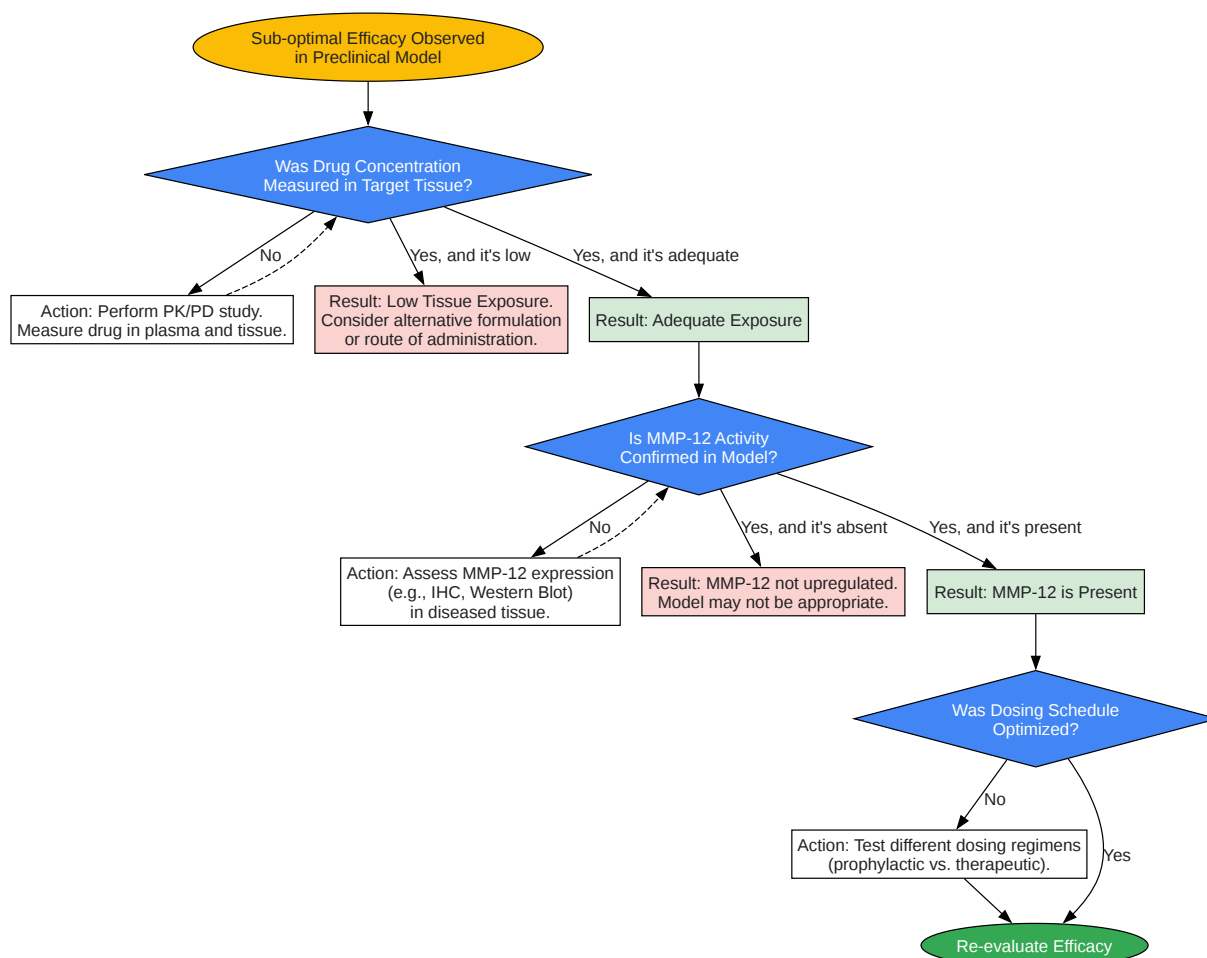 Sub-optimal Efficacy Observed
in Preclinical Model
Was Drug Concentration
Measured in Target Tissue?
No
Yes, and it's low
Yes, and it's adequate
Action: Perform PK/PD study.
Measure drug in plasma and tissue.
Result: Low Tissue Exposure.
Consider alternative formulation
or route of administration.
Result: Adequate Exposure
Is MMP-12 Activity
Confirmed in Model?
No
Yes, and it's absent
Yes, and it's present
Action: Assess MMP-12 expression
(e.g., IHC, Western Blot)
in diseased tissue.
Result: MMP-12 not upregulated.
Model may not be appropriate.
Result: MMP-12 is Present
Was Dosing Schedule
Optimized?
No
Action: Test different dosing regimens
(prophylactic vs. therapeutic).
Yes
Re-evaluate Efficacy